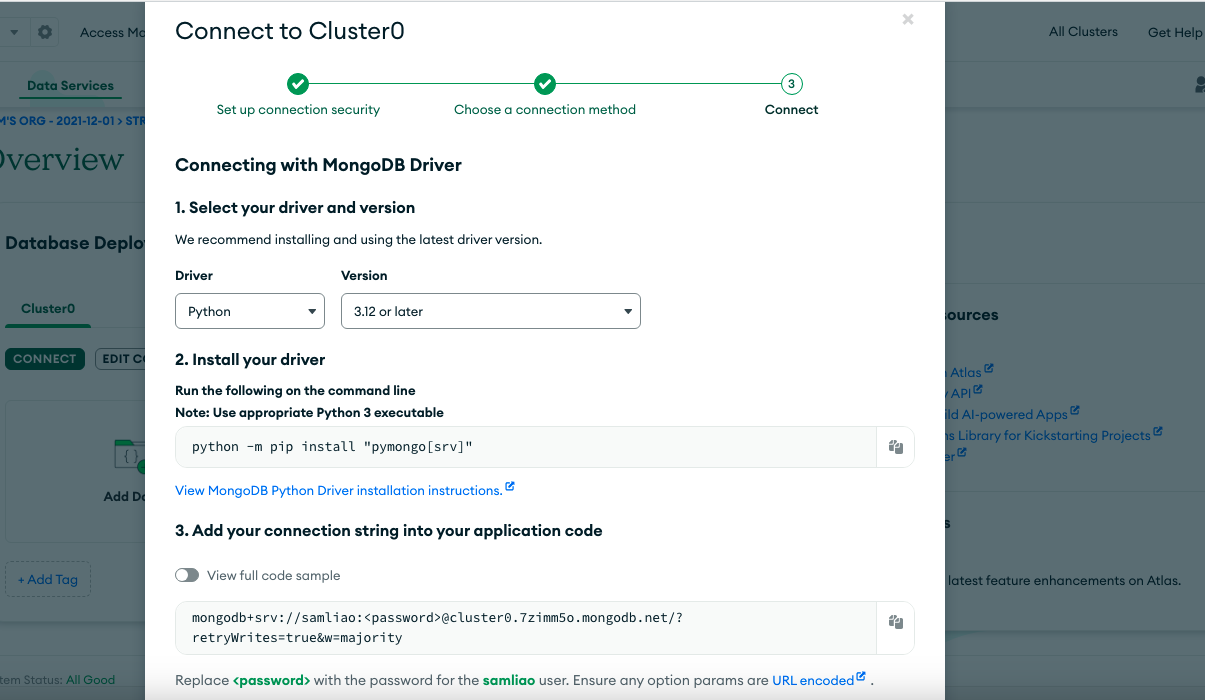 Connect to Cluster0
×
Access Ma
All Clusters
Get Help
Set up connection security
Choose a connection method
3
Connect
Data Services
M'S ORG - 2021-12-01 > STR
Overview
Connecting with MongoDB Driver
1. Select your driver and version
We recommend installing and using the latest driver version.
Database Deplo
Driver
Version
Python
3.12 or later
Cluster0
sources
CONNECT
EDIT CO
2. Install your driver
Atlas
API
ild AI-powered Apps
ns Library for Kickstarting Projects
er
Run the following on the command line
Note: Use appropriate Python 3 executable
python -m pip install "pymongo[srv]"
{ }
Add Da
View MongoDB Python Driver installation instructions.
3. Add your connection string into your application code
s
View full code sample
+ Add Tag
latest feature enhancements on Atlas.
mongodb+srv://samliao:<password>@cluster0.7zimm5o.mongodb.net/?
retryWrites=true&w=majority
tem Status: All Good
Replace <password> with the password for the samliao user. Ensure any option params are URL encoded .